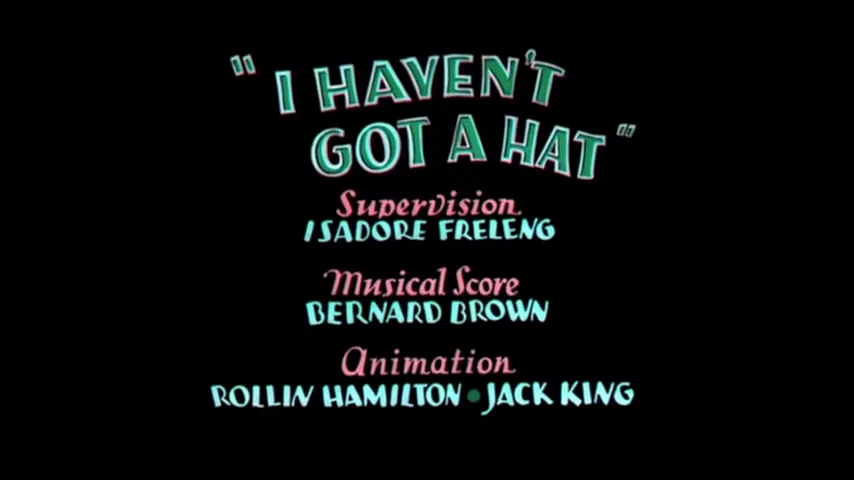 "I HAVEN'T
GOT A HAT"
Supervision
ISADORE FRELENG
Musical Score
BERNARD BROWN
Animation
ROLLIN HAMILTON • JACK KING